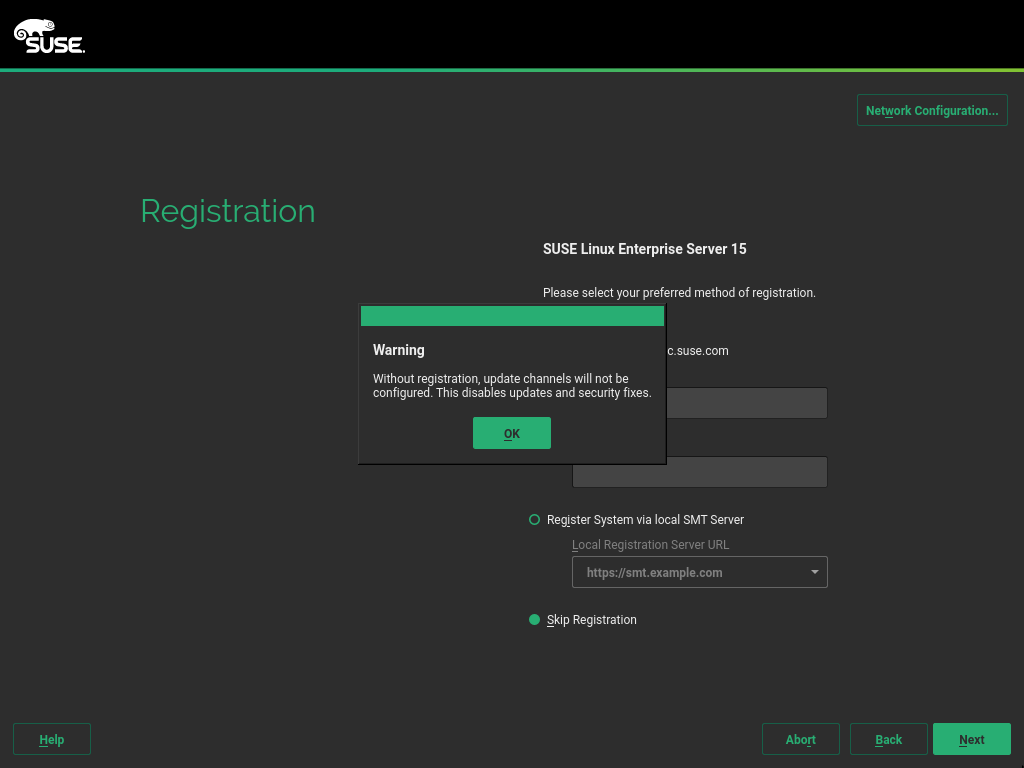 SUSE.
Network Configuration...
Registration
SUSE Linux Enterprise Server 15
Please select your preferred method of registration.
c.suse.com
Warning
Without registration, update channels will not be
configured. This disables updates and security fixes.
OK
Register System via local SMT Server
Local Registration Server URL
https://smt.example.com
Skip Registration
Help
Abort
Back
Next